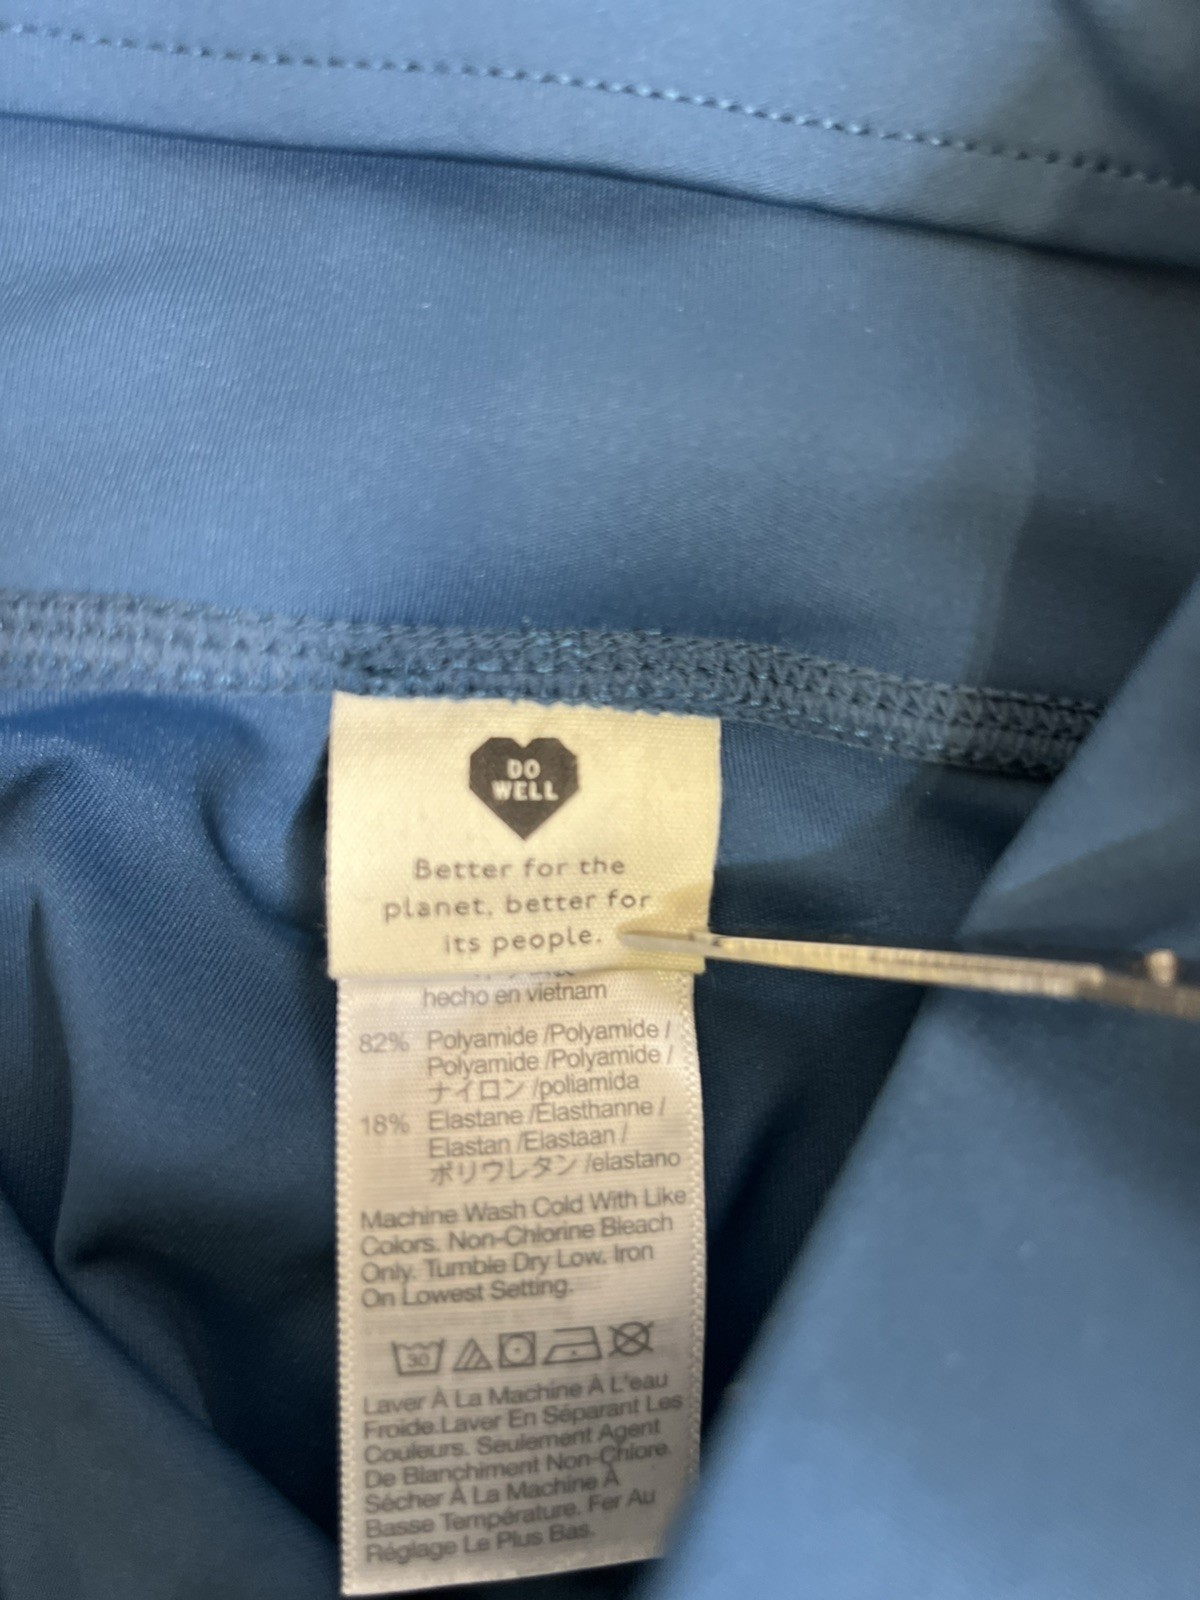 DO
WELL
Better for the
planet, better for
its people.
hecho en vietnam
82% Polyamide /Polyamide /
Polyamide /Polyamide /
ナイロン /poliamida
18% Elastane /Élasthanne /
Elastan /Elastaan /
ポリウレタン /elastano
Machine Wash Cold With Like
Colors. Non-Chlorine Bleach
Only. Tumble Dry Low. Iron
On Lowest Setting.
30
Laver À La Machine À L'eau
Froide.Laver En Séparant Les
Couleurs. Seulement Agent
De Blanchiment Non-Chlore.
Sécher À La Machine À
Basse Température. Fer Au
Réglage Le Plus Bas.